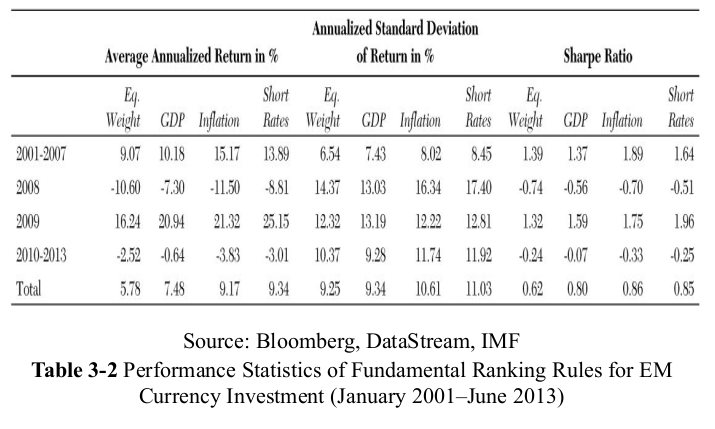 Annualized Standard Deviation
Average Annualized Return in % of Return in % Sharpe Ratio
Eq. Short Eq. Short Eq. Short
Weight GDP Inflation Rates Weight GDP Inflation Rates Weight GDP Inflation Rates
2001-2007 9.07 10.18 15.17 13.89 6.54 7.43 8.02 8.45 1.39 1.37 1.89 1.64
2008 -10.60 -7.30 -11.50 -8.81 14.37 13.03 16.34 17.40 -0.74 -0.56 -0.70 -0.51
2009 16.24 20.94 21.32 25.15 12.32 13.19 12.22 12.81 1.32 1.59 1.75 1.96
2010-2013 -2.52 -0.64 -3.83 -3.01 10.37 9.28 11.74 11.92 -0.24 -0.07 -0.33 -0.25
Total 5.78 7.48 9.17 9.34 9.25 9.34 10.61 11.03 0.62 0.80 0.86 0.85
Source: Bloomberg, DataStream, IMF
Table 3-2 Performance Statistics of Fundamental Ranking Rules for EM
Currency Investment (January 2001–June 2013)